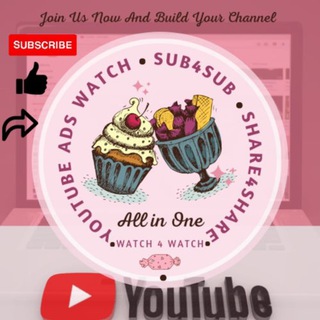 Join Us Now And Build Your Channel
SUBSCRIBE
YOUTUBE ADS WATCH • SUB4SUB • SHARE4SHARE
All in One
•WATCH 4 WATCH•
YouTube